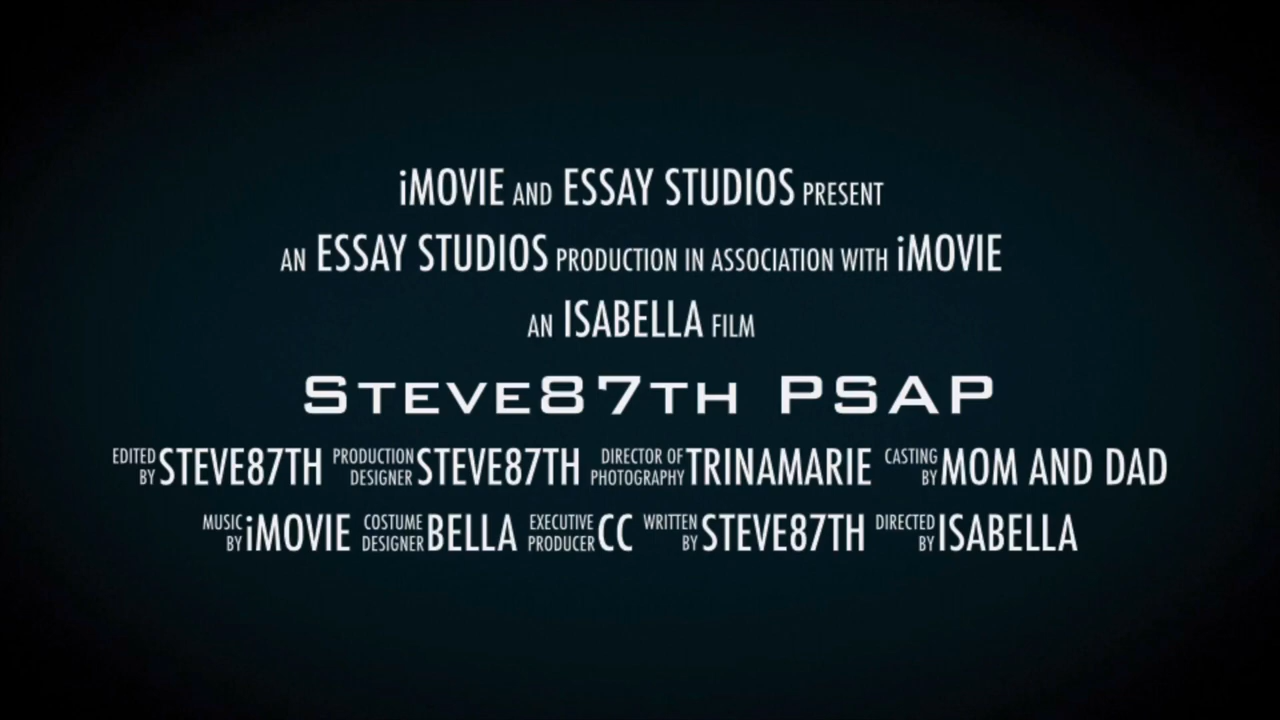 iMOVIE AND ESSAY STUDIOS PRESENT
AN ESSAY STUDIOS PRODUCTION IN ASSOCIATION WITH iMOVIE
AN ISABELLA FILM
STEVE87TH PSAP
EDITED BY STEVE87TH PRODUCTION DESIGNER STEVE87TH DIRECTOR OF PHOTOGRAPHY TRINAMARIE CASTING BY MOM AND DAD
MUSIC BY iMOVIE COSTUME DESIGNER BELLA EXECUTIVE PRODUCER CC WRITTEN BY STEVE87TH DIRECTED BY ISABELLA